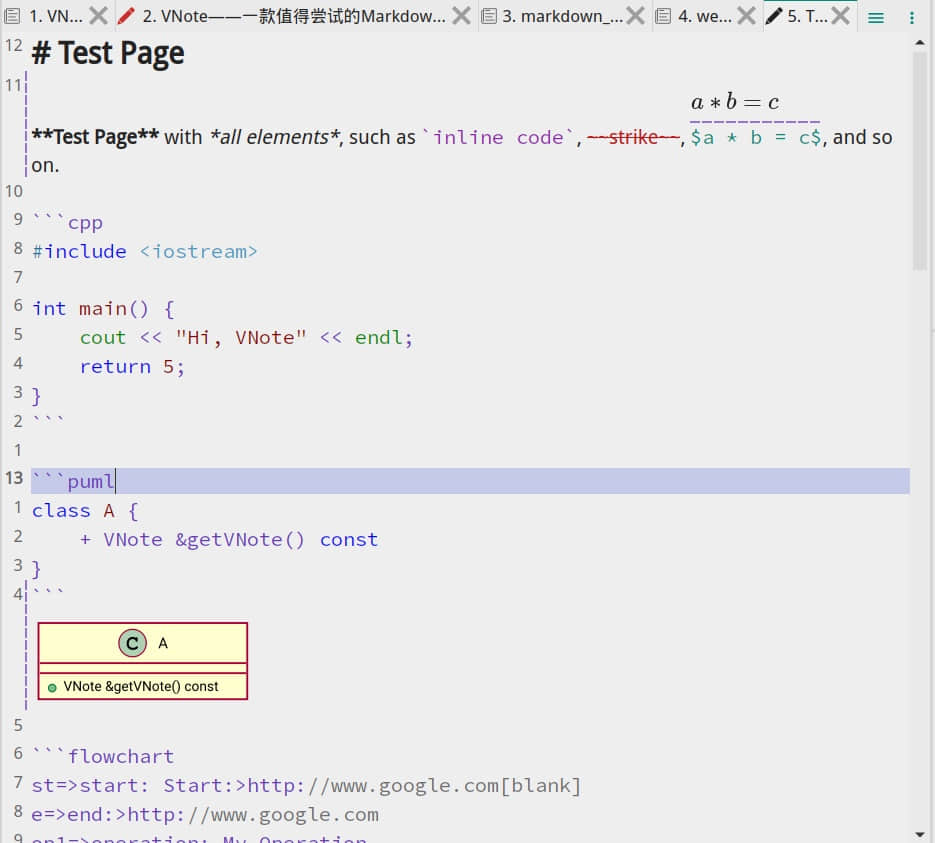 1. VN... 2. VNote——一款值得尝试的Markdow... 3. markdown_... 4. we... 5. T...
12 # Test Page
11
a ∗ b = c
**Test Page** with *all elements*, such as `inline code`, ~~strike~~, $a * b = c$, and so
on.
10
9 ```cpp
8 #include <iostream>
7
6 int main() {
5 cout << "Hi, VNote" << endl;
4 return 5;
3 }
2 ```
1
13 ```puml
1 class A {
2 + VNote &getVNote() const
3 }
4 ```
C A
VNote &getVNote() const
5
6 ```flowchart
7 st=>start: Start:>http://www.google.com[blank]
8 e=>end:>http://www.google.com
9 op1=>operation: My Operation